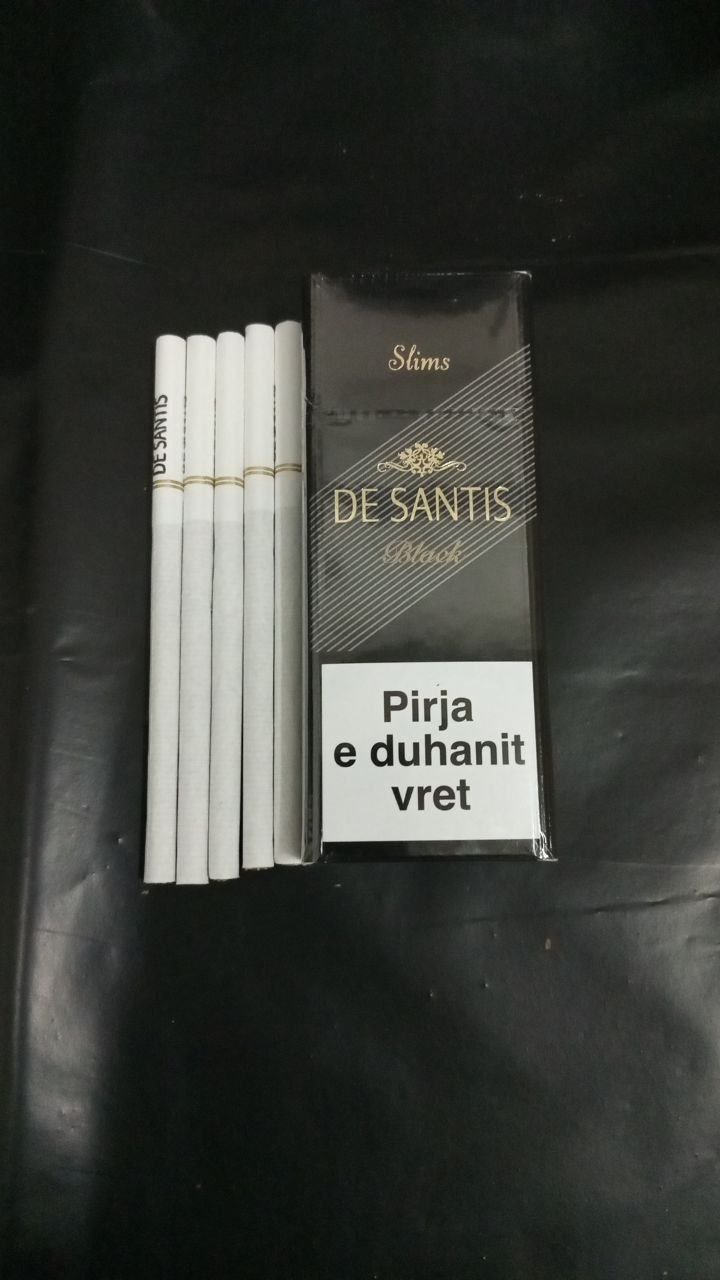 Slims
DE SANTIS
Black
Pirja
e duhanit
vret
DE SANTIS